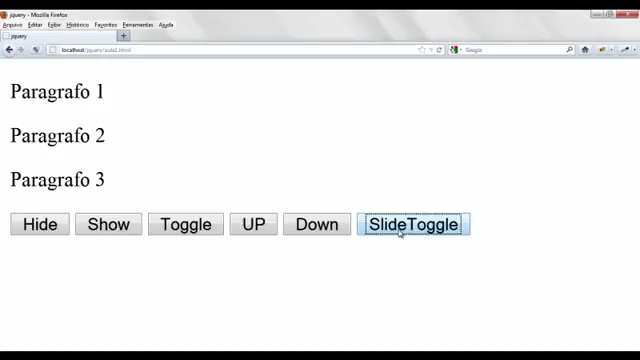 jquery - Mozilla Firefox
Arquivo Editar Exibir Histórico Favoritos Ferramentas Ajuda
jquery
localhost/jquery/aula1.html
Google
Paragrafo 1
Paragrafo 2
Paragrafo 3
Hide Show Toggle UP Down SlideToggle